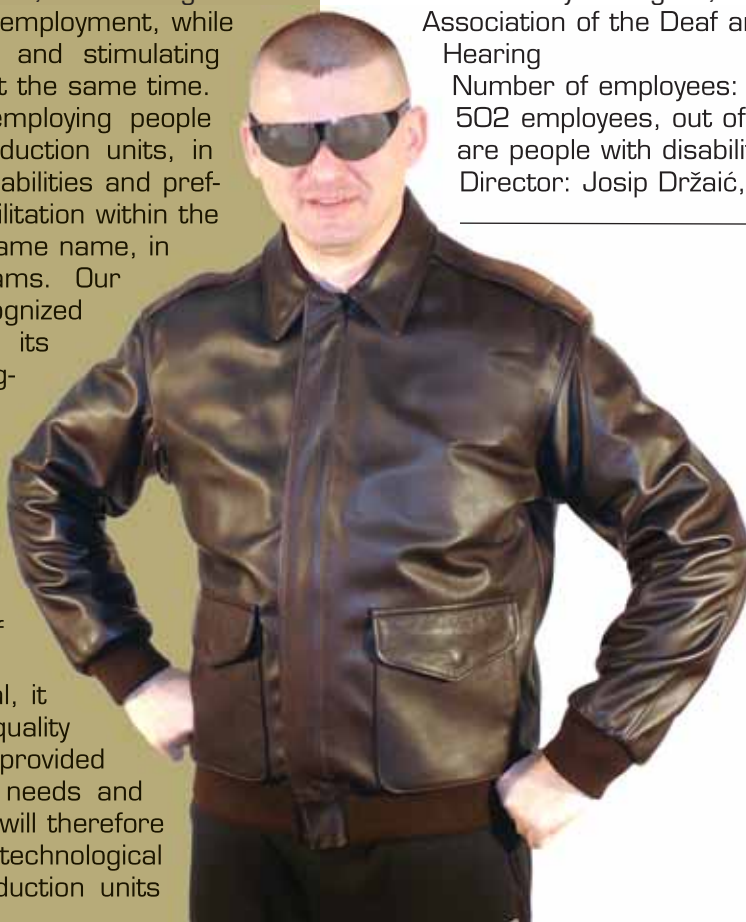 employment, while
and stimulating
t the same time.
employing people
duction units, in
abilities and pref-
ilitation within the
ame name, in
ams. Our
ognized
its
g-
f
al, it
quality
provided
needs and
will therefore
technological
duction units
Association of the Deaf an
Hearing
Number of employees:
502 employees, out of
are people with disabilit
Director: Josip Držaić,